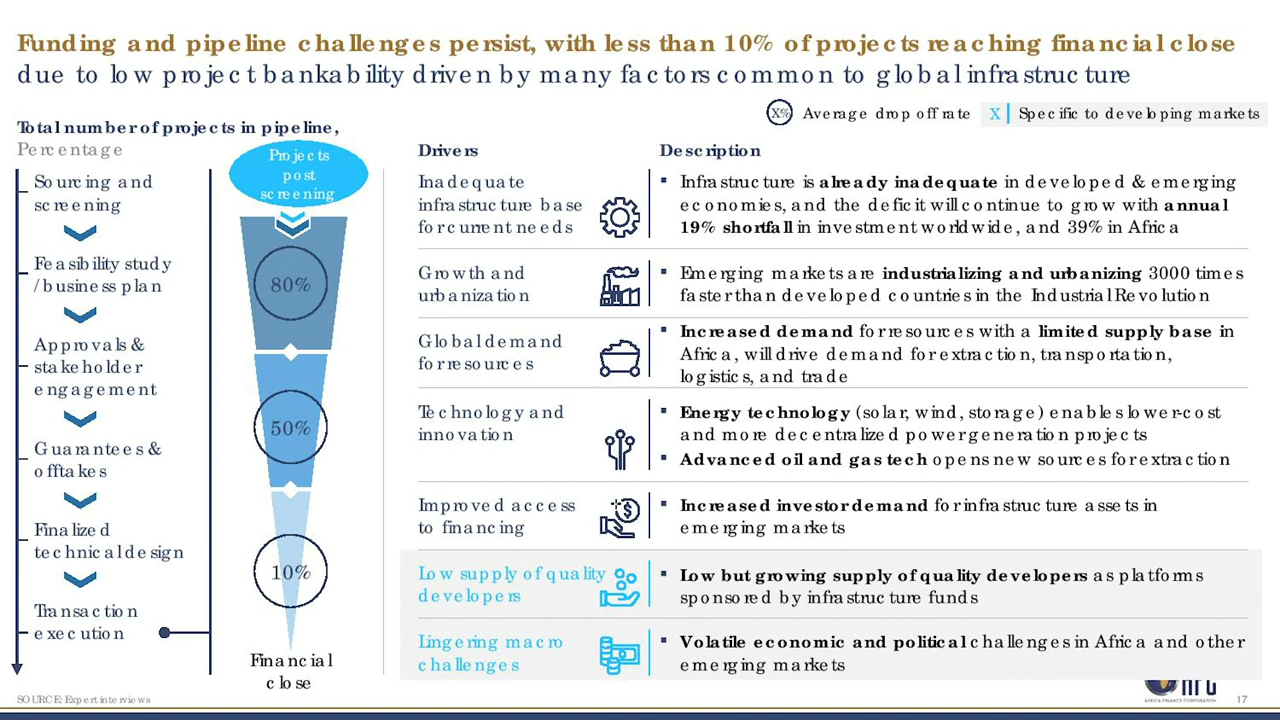 Funding and pipeline challenges persist, with less than 10% of projects reaching financial close
due to low project bankability driven by many factors common to global infrastructure
X% Average drop off rate
X Specific to developing markets
Total number of projects in pipeline,
Percentage
Sourcing and
screening
Feasibility study
/ business plan
Approvals &
stakeholder
engagement
Guarantees &
offtakes
Finalized
technical design
Transaction
execution
Projects
post
screening
80%
50%
10%
Financial
close
Drivers
Description
Inadequate
infrastructure base
for current needs
▪ Infrastructure is already inadequate in developed & emerging
economies, and the deficit will continue to grow with annual
19% shortfall in investment worldwide, and 39% in Africa
Growth and
urbanization
▪ Emerging markets are industrializing and urbanizing 3000 times
faster than developed countries in the Industrial Revolution
Global demand
for resources
▪ Increased demand for resources with a limited supply base in
Africa, will drive demand for extraction, transportation,
logistics, and trade
Technology and
innovation
▪ Energy technology (solar, wind, storage) enables lower-cost
and more decentralized power generation projects
▪ Advanced oil and gas tech opens new sources for extraction
Improved access
to financing
▪ Increased investor demand for infrastructure assets in
emerging markets
Low supply of quality
developers
▪ Low but growing supply of quality developers as platforms
sponsored by infrastructure funds
Lingering macro
challenges
▪ Volatile economic and political challenges in Africa and other
emerging markets
SOURCE: Expert interviews
AFRICA FINANCE CORPORATION
17